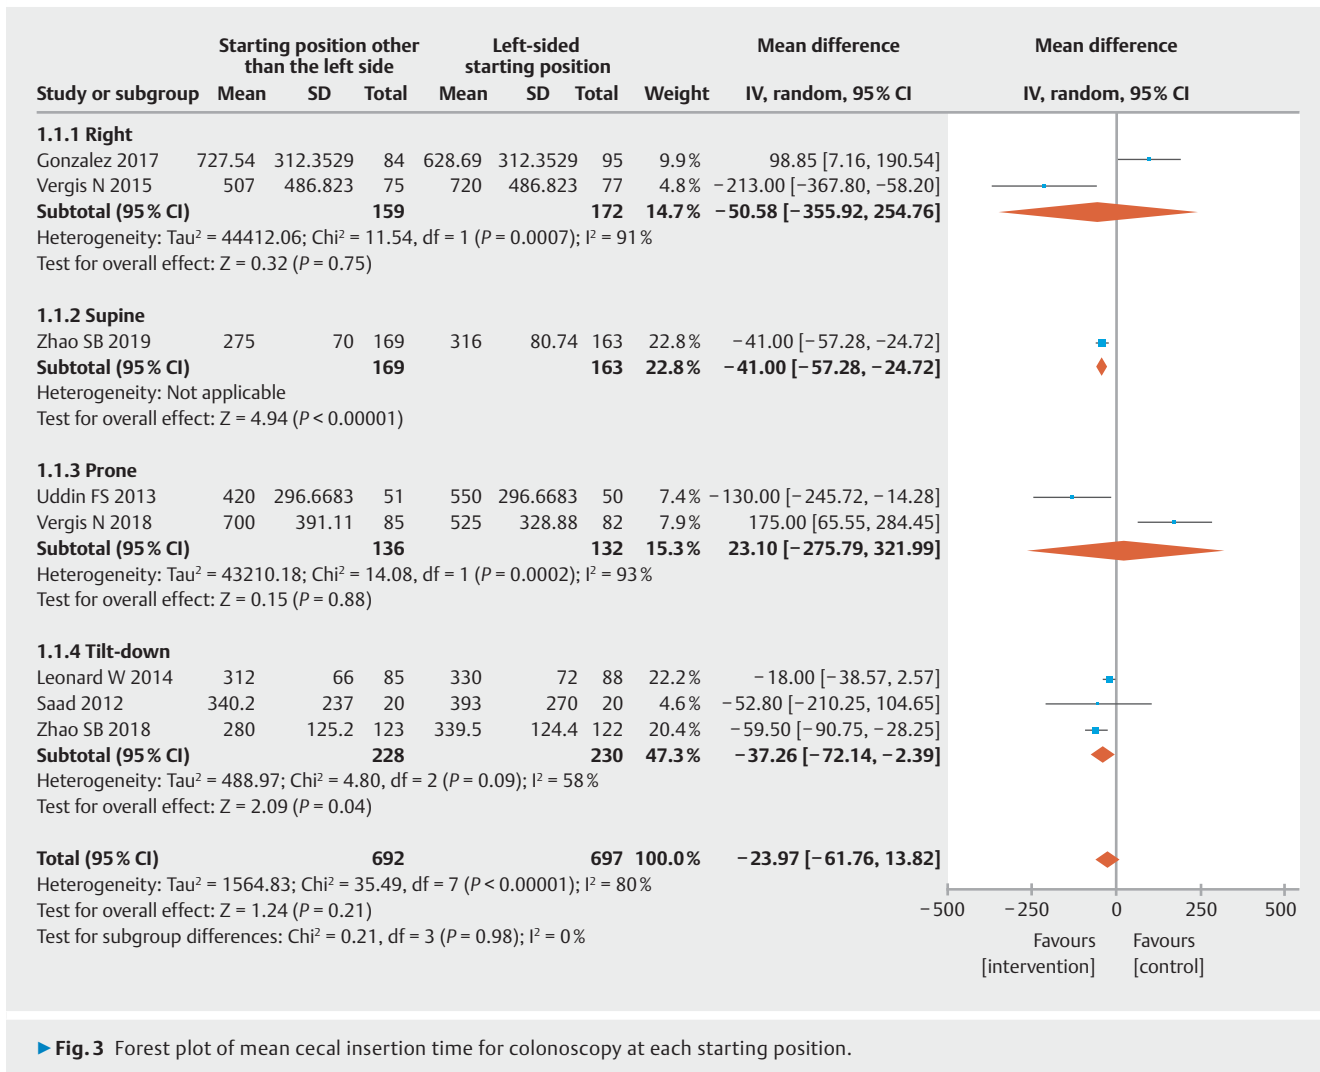 Starting position other Left-sided Mean difference Mean difference
than the left side starting position
Study or subgroup Mean SD Total Mean SD Total Weight IV, random, 95% CI IV, random, 95% CI
1.1.1 Right
Gonzalez 2017 727.54 312.3529 84 628.69 312.3529 95 9.9% 98.85 [7.16, 190.54]
Vergis N 2015 507 486.823 75 720 486.823 77 4.8% −213.00 [−367.80, −58.20]
Subtotal (95% CI) 159 172 14.7% −50.58 [−355.92, 254.76]
Heterogeneity: Tau² = 44412.06; Chi² = 11.54, df = 1 (P = 0.0007); I² = 91%
Test for overall effect: Z = 0.32 (P = 0.75)
1.1.2 Supine
Zhao SB 2019 275 70 169 316 80.74 163 22.8% −41.00 [−57.28, −24.72]
Subtotal (95% CI) 169 163 22.8% −41.00 [−57.28, −24.72]
Heterogeneity: Not applicable
Test for overall effect: Z = 4.94 (P < 0.00001)
1.1.3 Prone
Uddin FS 2013 420 296.6683 51 550 296.6683 50 7.4% −130.00 [−245.72, −14.28]
Vergis N 2018 700 391.11 85 525 328.88 82 7.9% 175.00 [65.55, 284.45]
Subtotal (95% CI) 136 132 15.3% 23.10 [−275.79, 321.99]
Heterogeneity: Tau² = 43210.18; Chi² = 14.08, df = 1 (P = 0.0002); I² = 93%
Test for overall effect: Z = 0.15 (P = 0.88)
1.1.4 Tilt-down
Leonard W 2014 312 66 85 330 72 88 22.2% −18.00 [−38.57, 2.57]
Saad 2012 340.2 237 20 393 270 20 4.6% −52.80 [−210.25, 104.65]
Zhao SB 2018 280 125.2 123 339.5 124.4 122 20.4% −59.50 [−90.75, −28.25]
Subtotal (95% CI) 228 230 47.3% −37.26 [−72.14, −2.39]
Heterogeneity: Tau² = 488.97; Chi² = 4.80, df = 2 (P = 0.09); I² = 58%
Test for overall effect: Z = 2.09 (P = 0.04)
Total (95% CI) 692 697 100.0% −23.97 [−61.76, 13.82]
Heterogeneity: Tau² = 1564.83; Chi² = 35.49, df = 7 (P < 0.00001); I² = 80%
Test for overall effect: Z = 1.24 (P = 0.21)
Test for subgroup differences: Chi² = 0.21, df = 3 (P = 0.98); I² = 0%
−500 −250 0 250 500
Favours Favours
[intervention] [control]
▶ Fig. 3 Forest plot of mean cecal insertion time for colonoscopy at each starting position.